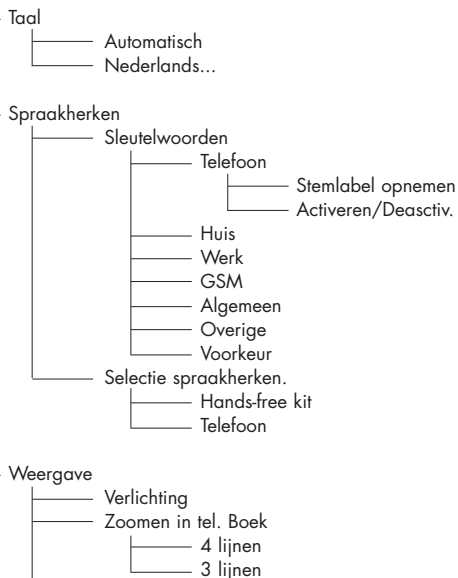 Taal
Automatisch
Nederlands...
Spraakherken
Sleutelwoorden
Telefoon
Stemlabel opnemen
Activeren/Deasctiv.
Huis
Werk
GSM
Algemeen
Overige
Voorkeur
Selectie spraakherken.
Hands-free kit
Telefoon
Weergave
Verlichting
Zoomen in tel. Boek
4 lijnen
3 lijnen